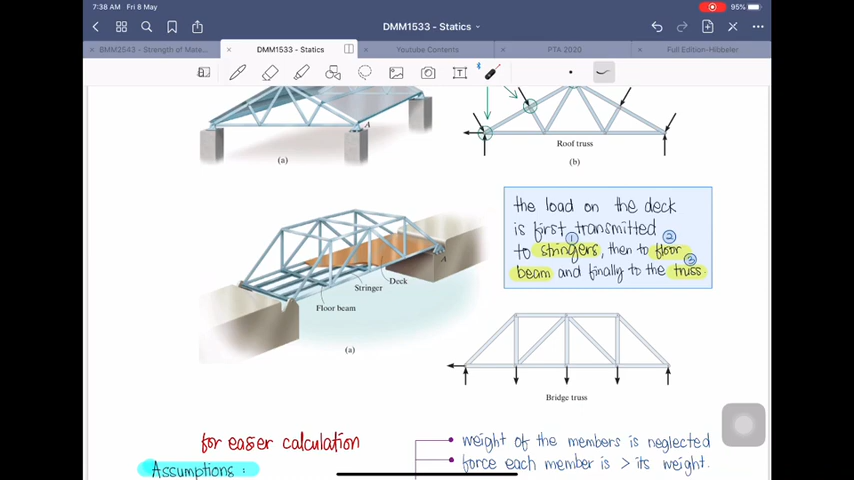 7:38 AM Fri 8 May
95%
DMM1533 - Statics
BMM2543 - Strength of Mate...
DMM1533 - Statics
Youtube Contents
PTA 2020
Full Edition-Hibbeler
A
(a)
Roof truss
(b)
the load on the deck
is first transmitted
1 2
to stringers, then to floor
3
beam and finally to the truss.
A
Deck
Stringer
Floor beam
(a)
Bridge truss
for easer calculation
weight of the members is neglected
Assumptions :
force each member is > its weight.